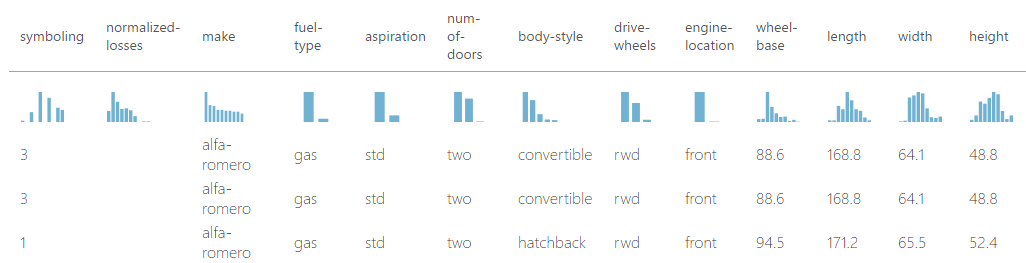 symboling normalized-losses make fuel-type aspiration num-of-doors body-style drive-wheels engine-location wheel-base length width height
3 alfa-romero gas std two convertible rwd front 88.6 168.8 64.1 48.8
3 alfa-romero gas std two convertible rwd front 88.6 168.8 64.1 48.8
1 alfa-romero gas std two hatchback rwd front 94.5 171.2 65.5 52.4